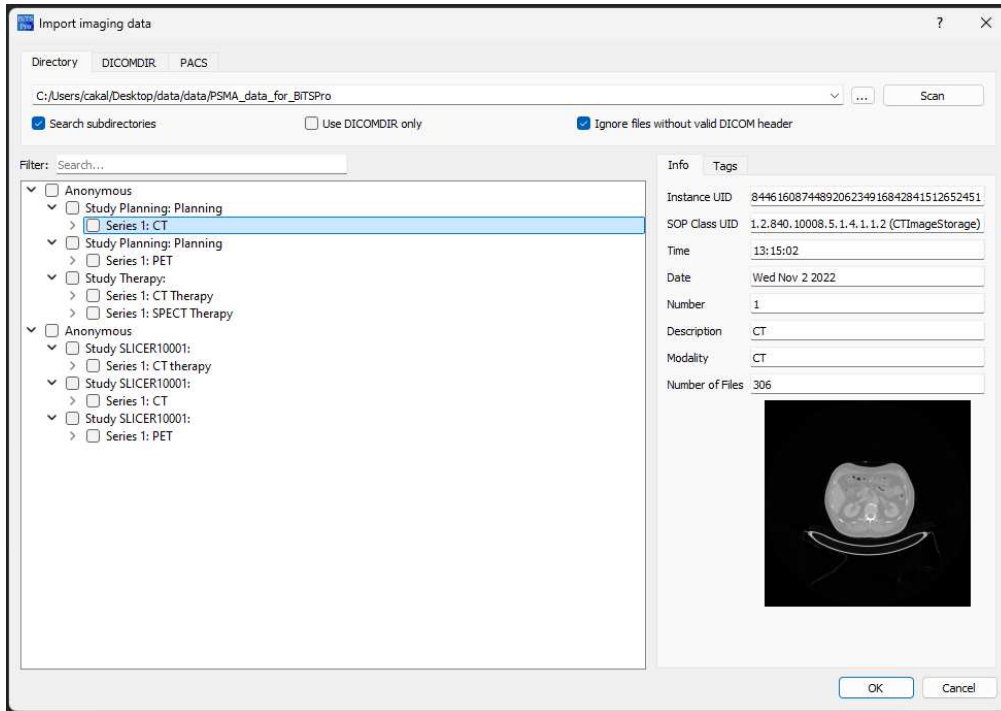 BiTS
Pro
Import imaging data
?
Directory
DICOMDIR
PACS
C:/Users/cakal/Desktop/data/data/PSMA_data_for_BiTSPro
...
Scan
Search subdirectories
Use DICOMDIR only
Ignore files without valid DICOM header
Filter:
Search...
Anonymous
Study Planning: Planning
Series 1: CT
Study Planning: Planning
Series 1: PET
Study Therapy:
Series 1: CT Therapy
Series 1: SPECT Therapy
Anonymous
Study SLICER10001:
Series 1: CT therapy
Study SLICER10001:
Series 1: CT
Study SLICER10001:
Series 1: PET
Info
Tags
Instance UID 8446160874489206234916842841512652451
SOP Class UID 1.2.840.10008.5.1.4.1.1.2 (CTImageStorage)
Time 13:15:02
Date Wed Nov 2 2022
Number 1
Description CT
Modality CT
Number of Files 306
OK
Cancel